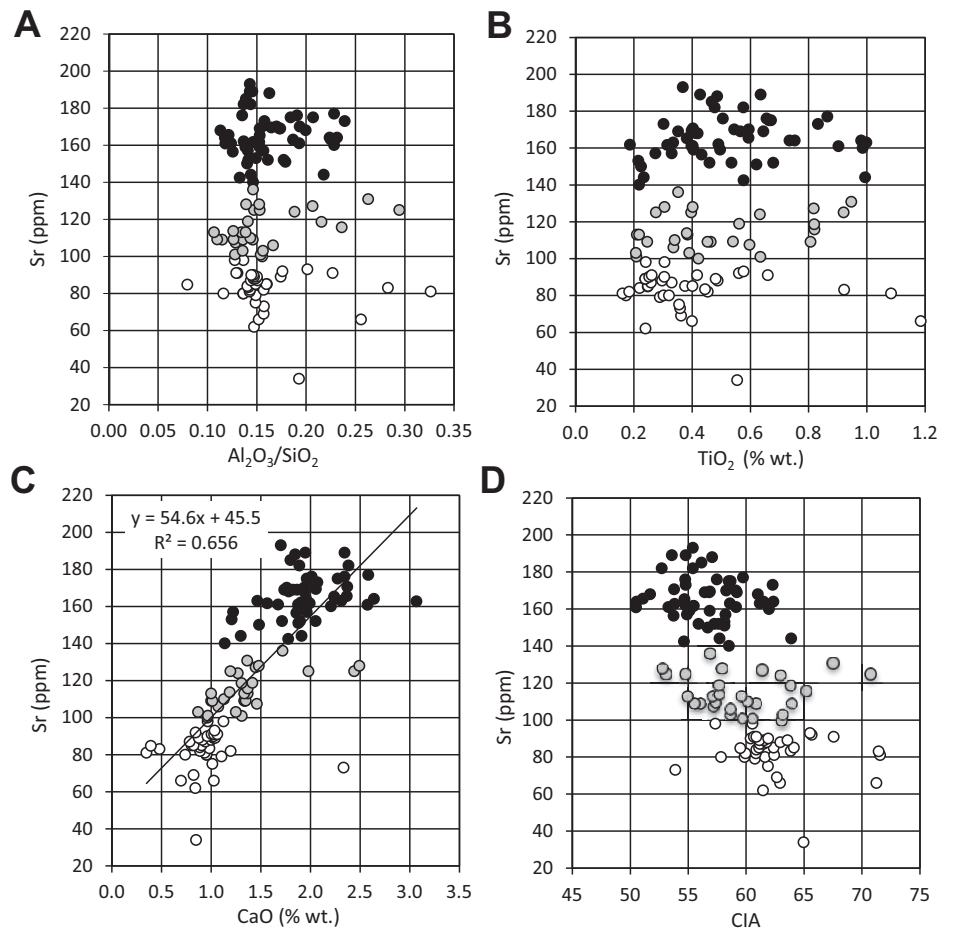 A
220
200
180
160
140
120
100
80
60
40
20
Sr (ppm)
0.00 0.05 0.10 0.15 0.20 0.25 0.30 0.35
Al₂O₃/SiO₂
B
220
200
180
160
140
120
100
80
60
40
20
Sr (ppm)
0.0 0.2 0.4 0.6 0.8 1.0 1.2
TiO₂ (% wt.)
C
y = 54.6x + 45.5
R² = 0.656
220
200
180
160
140
120
100
80
60
40
20
Sr (ppm)
0.0 0.5 1.0 1.5 2.0 2.5 3.0 3.5
CaO (% wt.)
D
220
200
180
160
140
120
100
80
60
40
20
Sr (ppm)
45 50 55 60 65 70 75
CIA